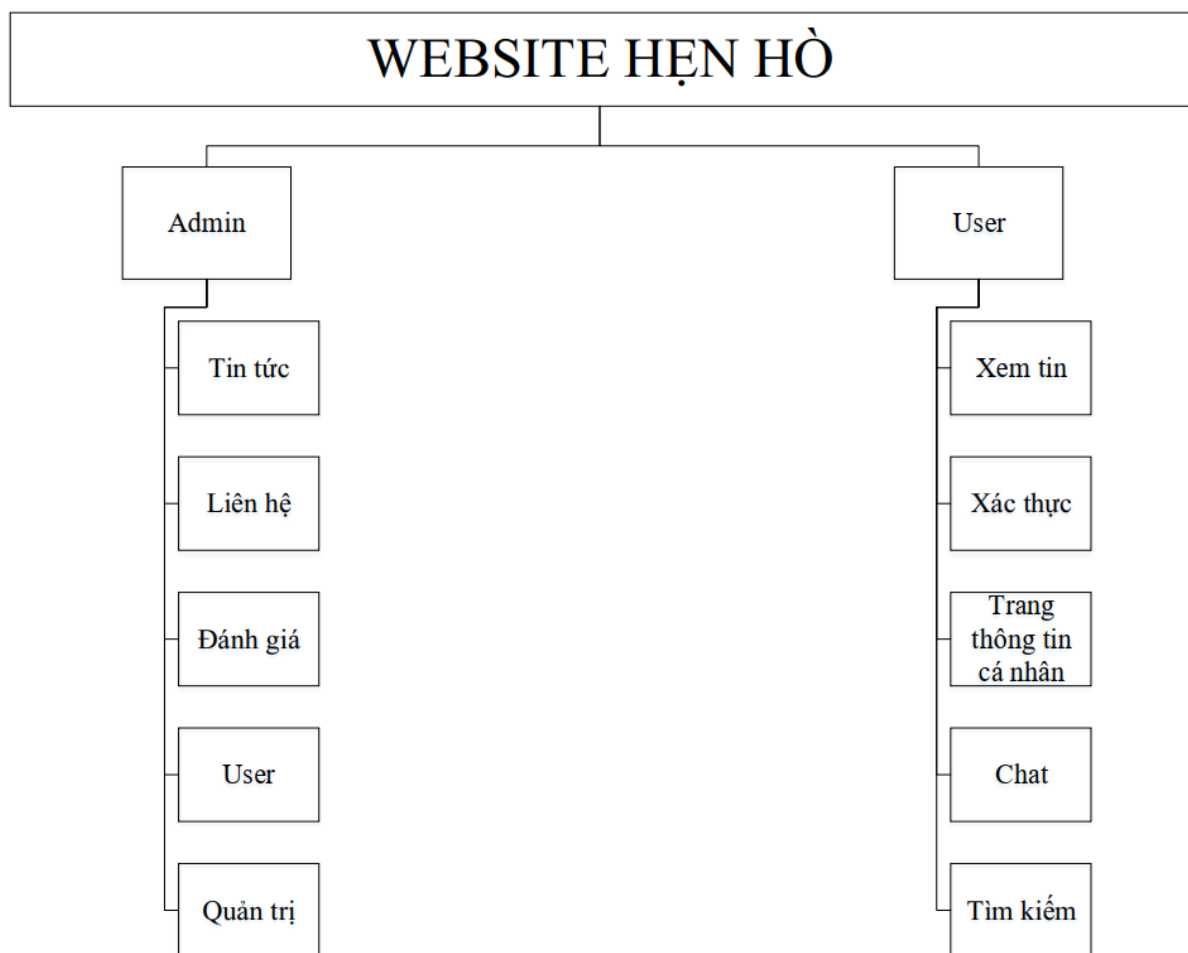 WEBSITE HẸN HÒ
Admin
User
Tin tức
Liên hệ
Đánh giá
User
Quản trị
Xem tin
Xác thực
Trang
thông tin
cá nhân
Chat
Tìm kiếm